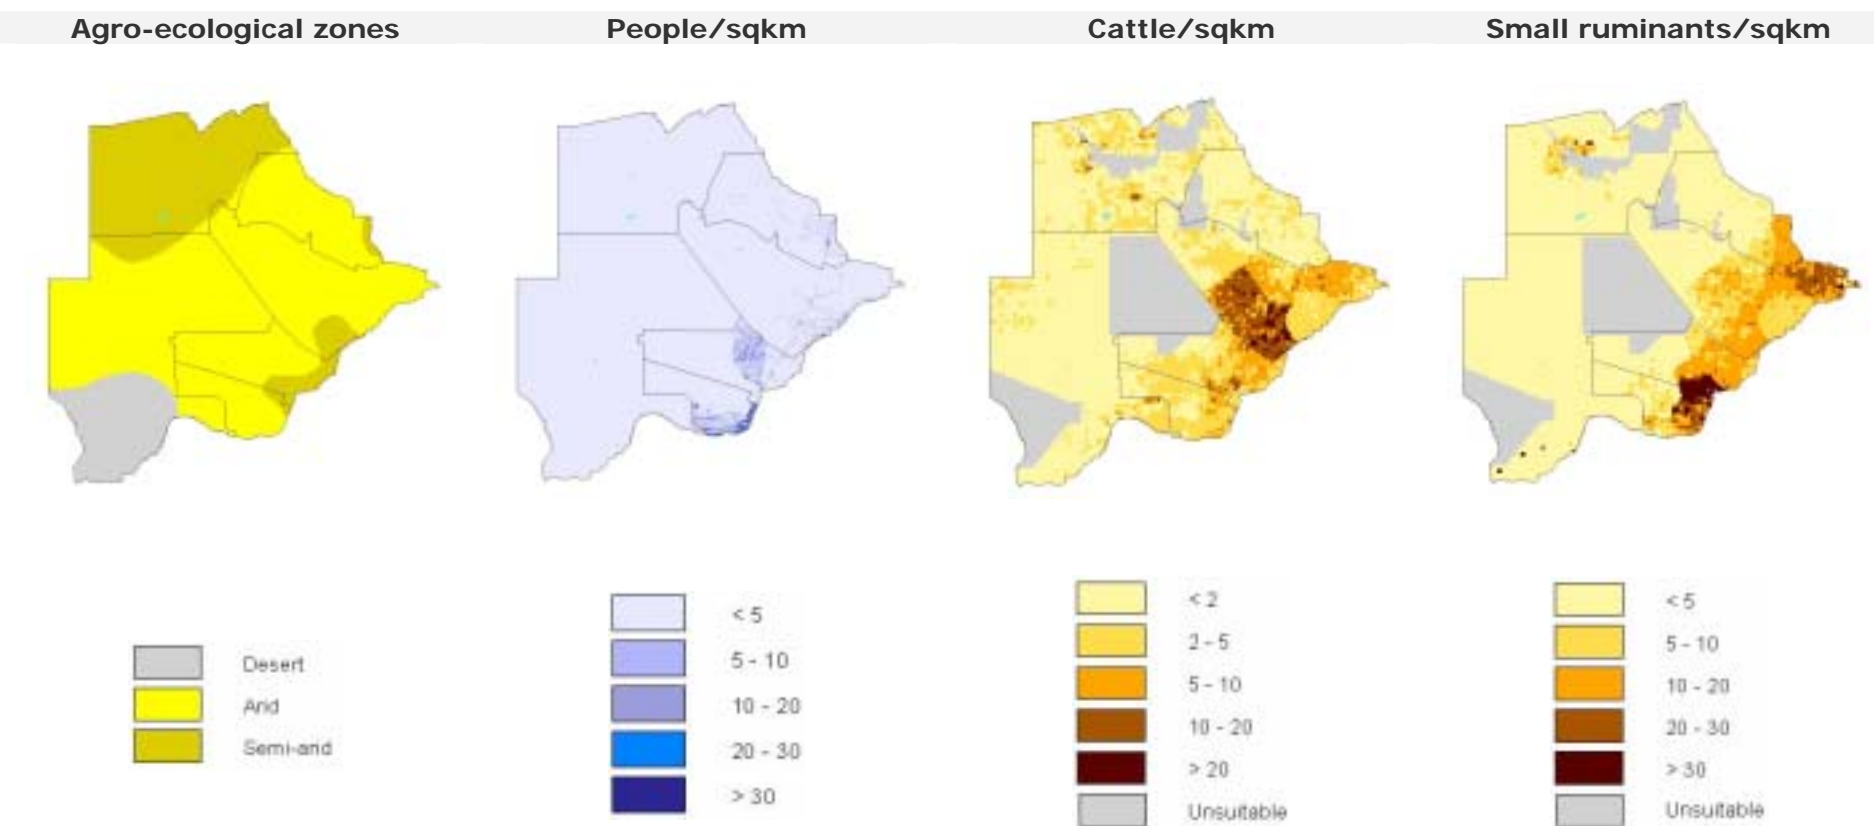 Agro-ecological zones
People/sqkm
Cattle/sqkm
Small ruminants/sqkm
Desert
Arid
Semi-arid
< 5
5 - 10
10 - 20
20 - 30
> 30
< 2
2 - 5
5 - 10
10 - 20
> 20
Unsuitable
< 5
5 - 10
10 - 20
20 - 30
> 30
Unsuitable